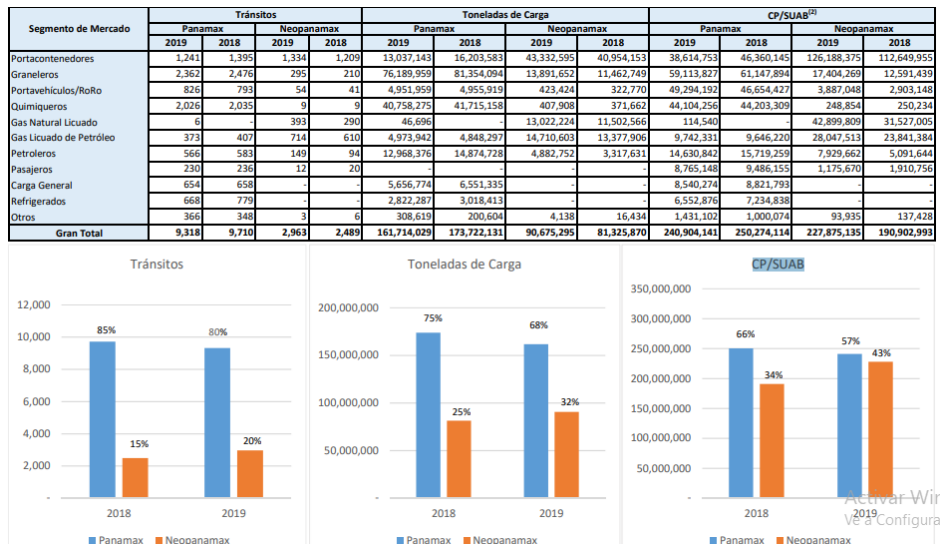 Segmento de Mercado Tránsitos Toneladas de Carga CP/SUAB(2)
Panamax Neopanamax Panamax Neopanamax Panamax Neopanamax
2019 2018 2019 2018 2019 2018 2019 2018 2019 2018 2019 2018
Portacontenedores 1,241 1,395 1,334 1,209 13,037,143 16,203,583 43,332,595 40,954,153 38,614,753 46,360,145 126,188,375 112,649,955
Graneleros 2,362 2,476 295 210 76,189,959 81,354,094 13,891,652 11,462,749 59,113,827 61,147,894 17,404,269 12,591,439
Portavehículos/RoRo 826 793 54 41 4,951,959 4,955,919 423,424 322,770 49,294,192 46,654,427 3,887,048 2,903,148
Quimiqueros 2,026 2,035 9 9 40,758,275 41,715,158 407,908 371,662 44,104,256 44,203,309 248,854 250,234
Gas Natural Licuado 6 - 393 290 46,696 - 13,022,224 11,502,566 114,540 - 42,899,809 31,527,005
Gas Licuado de Petróleo 373 407 714 610 4,973,942 4,848,297 14,710,603 13,377,906 9,742,331 9,646,220 28,047,513 23,841,384
Petroleros 566 583 149 94 12,968,376 14,874,728 4,882,752 3,317,631 14,630,842 15,719,259 7,929,662 5,091,644
Pasajeros 230 236 12 20 - - - - 8,765,148 9,486,155 1,175,670 1,910,756
Carga General 654 658 - - 5,656,774 6,551,335 - - 8,540,274 8,821,793 - -
Refrigerados 668 779 - - 2,822,287 3,018,413 - - 6,552,876 7,234,838 - -
Otros 366 348 3 6 308,619 200,604 4,138 16,434 1,431,102 1,000,074 93,935 137,428
Gran Total 9,318 9,710 2,963 2,489 161,714,029 173,722,131 90,675,295 81,325,870 240,904,141 250,274,114 227,875,135 190,902,993
Tránsitos
12,000
10,000
8,000
6,000
4,000
2,000
-
85% 80%
15% 20%
2018 2019
Panamax Neopanamax
Toneladas de Carga
200,000,000
150,000,000
100,000,000
50,000,000
-
75% 68%
25% 32%
2018 2019
Panamax Neopanamax
CP/SUAB
350,000,000
300,000,000
250,000,000
200,000,000
150,000,000
100,000,000
50,000,000
-
66% 57%
34% 43%
2018 2019
Panamax Neopanamax
Activar Win
Ve a Configura